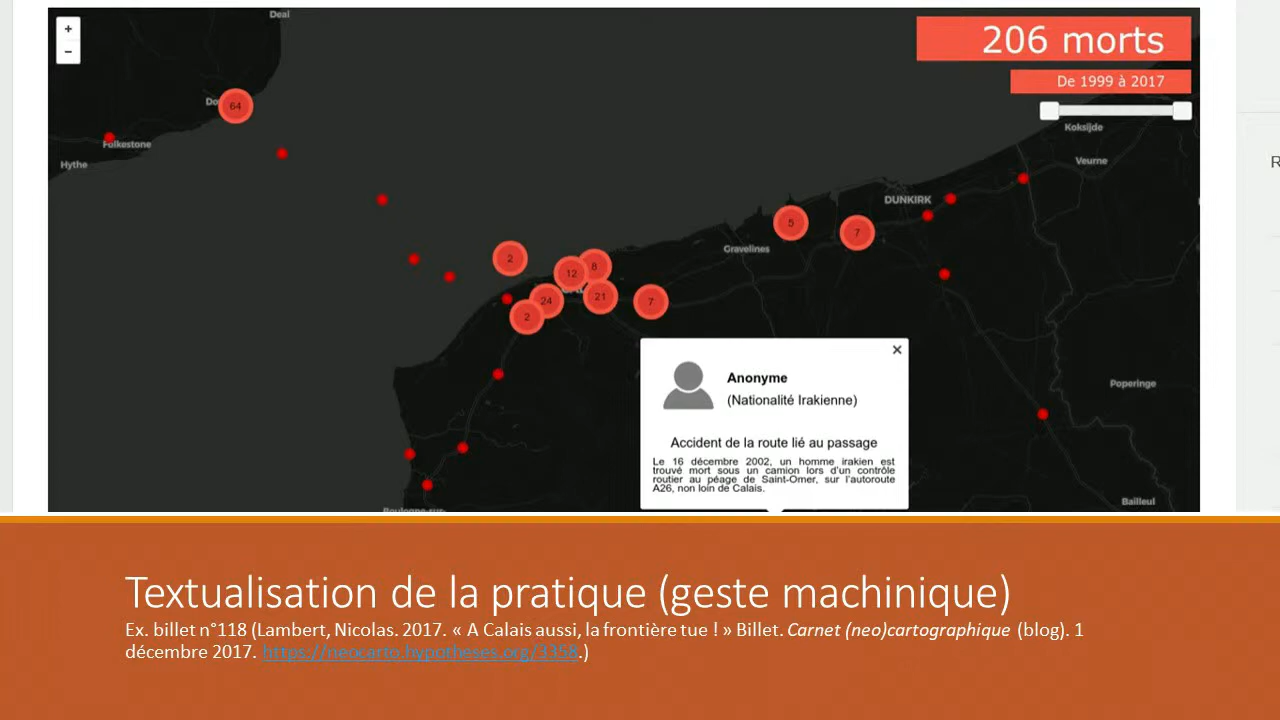 Deal
+
−
206 morts
De 1999 à 2017
Do
64
Folkestone
Hythe
Koksijde
Veurne
DUNKIRK
5
7
Gravelines
2
8
12
21
24
7
2
Poperinge
Bailleul
Boulogne-sur-
R
×
Anonyme
(Nationalité Irakienne)
Accident de la route lié au passage
Le 16 décembre 2002, un homme irakien est
trouvé mort sous un camion lors d'un contrôle
routier au péage de Saint-Omer, sur l'autoroute
A26, non loin de Calais.
Textualisation de la pratique (geste machinique)
Ex. billet n°118 (Lambert, Nicolas. 2017. « A Calais aussi, la frontière tue ! » Billet. Carnet (neo)cartographique (blog). 1
décembre 2017. https://neocarto.hypotheses.org/3358.)